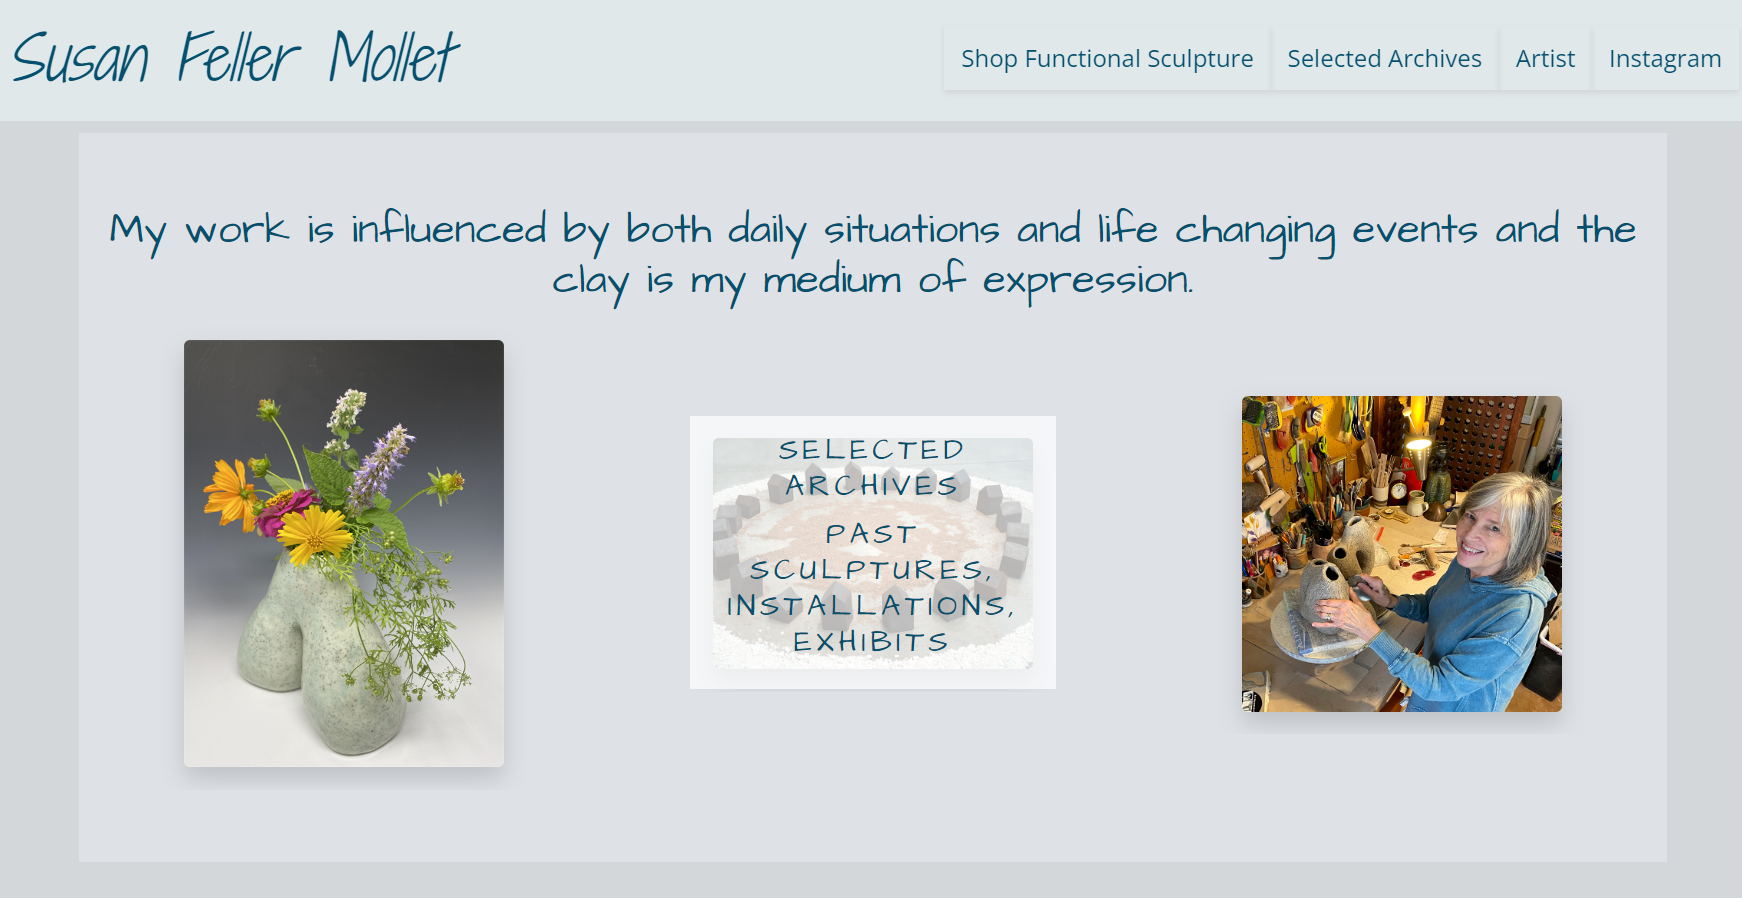 Susan Feller Mollet
Shop Functional Sculpture
Selected Archives
Artist
Instagram
My work is influenced by both daily situations and life changing events and the
clay is my medium of expression.
SELECTED
ARCHIVES
PAST
SCULPTURES,
INSTALLATIONS,
EXHIBITS